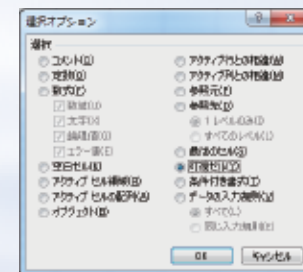 選択オプション
選択
コメント(C)
定数(O)
数式(F)
数値(U)
文字(X)
論理値(G)
エラー値(E)
空白セル(K)
アクティブ セル領域(R)
アクティブ セルの配列(A)
オブジェクト(B)
アクティブ行との相違(W)
アクティブ列との相違(M)
参照元(P)
参照先(D)
1 レベルのみ(I)
すべてのレベル(L)
最後のセル(S)
可視セル(Y)
条件付き書式(T)
データの入力規則(V)
すべて(L)
同じ入力規則(E)
OK
キャンセル